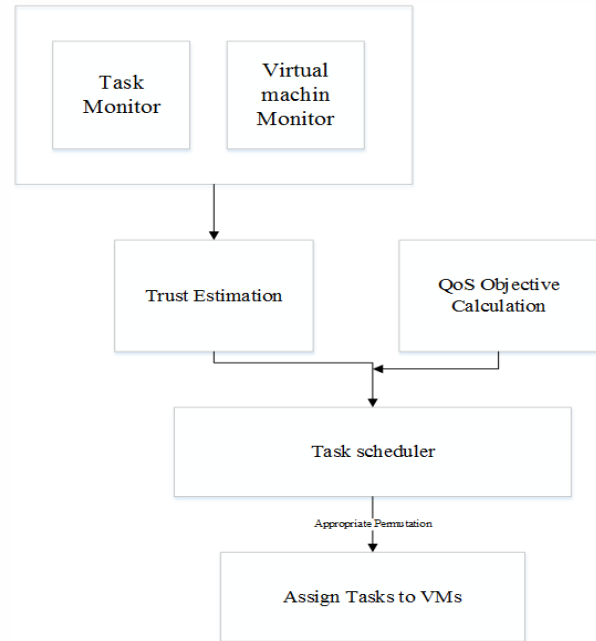 Task
Monitor
Virtual
machin
Monitor
Trust Estimation
QoS Objective
Calculation
Task scheduler
Appropriate Permutation
Assign Tasks to VMs